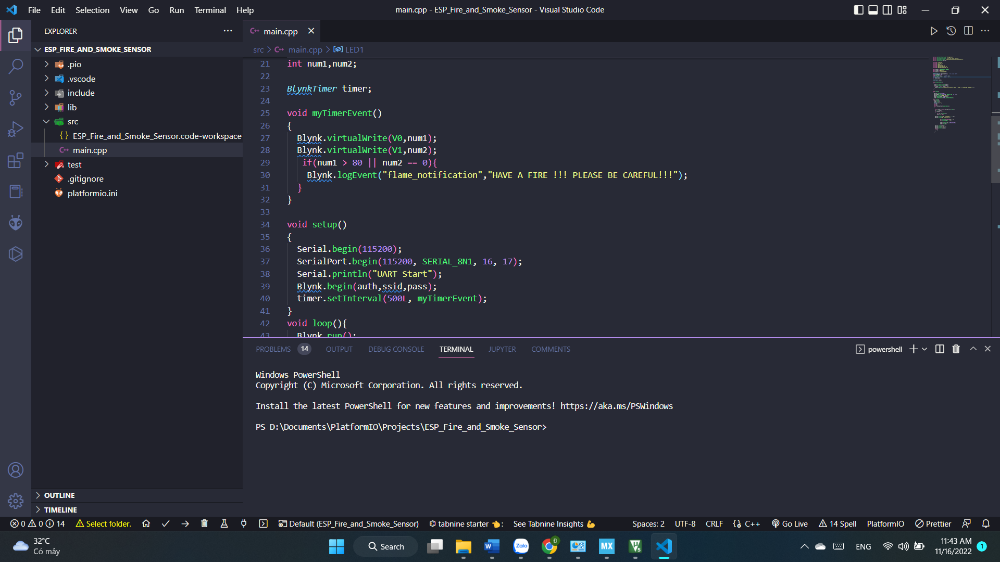 File Edit Selection View Go Run Terminal Help
main.cpp - ESP_Fire_and_Smoke_Sensor - Visual Studio Code
EXPLORER
main.cpp
ESP_FIRE_AND_SMOKE_SENSOR
src > main.cpp > LED1
.pio
.vscode
include
lib
src
ESP_Fire_and_Smoke_Sensor.code-workspace
main.cpp
test
.gitignore
platformio.ini
OUTLINE
TIMELINE
21 int num1,num2;
22
23 BlynkTimer timer;
24
25 void myTimerEvent()
26 {
27 Blynk.virtualWrite(V0,num1);
28 Blynk.virtualWrite(V1,num2);
29 if(num1 > 80 || num2 == 0){
30 Blynk.logEvent("flame_notification","HAVE A FIRE !!! PLEASE BE CAREFUL!!!");
31 }
32 }
33
34 void setup()
35 {
36 Serial.begin(115200);
37 SerialPort.begin(115200, SERIAL_8N1, 16, 17);
38 Serial.println("UART Start");
39 Blynk.begin(auth,ssid,pass);
40 timer.setInterval(500L, myTimerEvent);
41 }
42 void loop(){
43 Blynk.run();
PROBLEMS 14 OUTPUT DEBUG CONSOLE TERMINAL JUPYTER COMMENTS
powershell
Windows PowerShell
Copyright (C) Microsoft Corporation. All rights reserved.
Install the latest PowerShell for new features and improvements! https://aka.ms/PSWindows
PS D:\Documents\PlatformIO\Projects\ESP_Fire_and_Smoke_Sensor>
0 0 14 Select folder. Default (ESP_Fire_and_Smoke_Sensor) tabnine starter : See Tabnine Insights
Spaces: 2 UTF-8 CRLF {} C++ Go Live 14 Spell PlatformIO Prettier
32°C
Có mây
Search
Zalo
MX
ENG
11:43 AM
11/16/2022
1